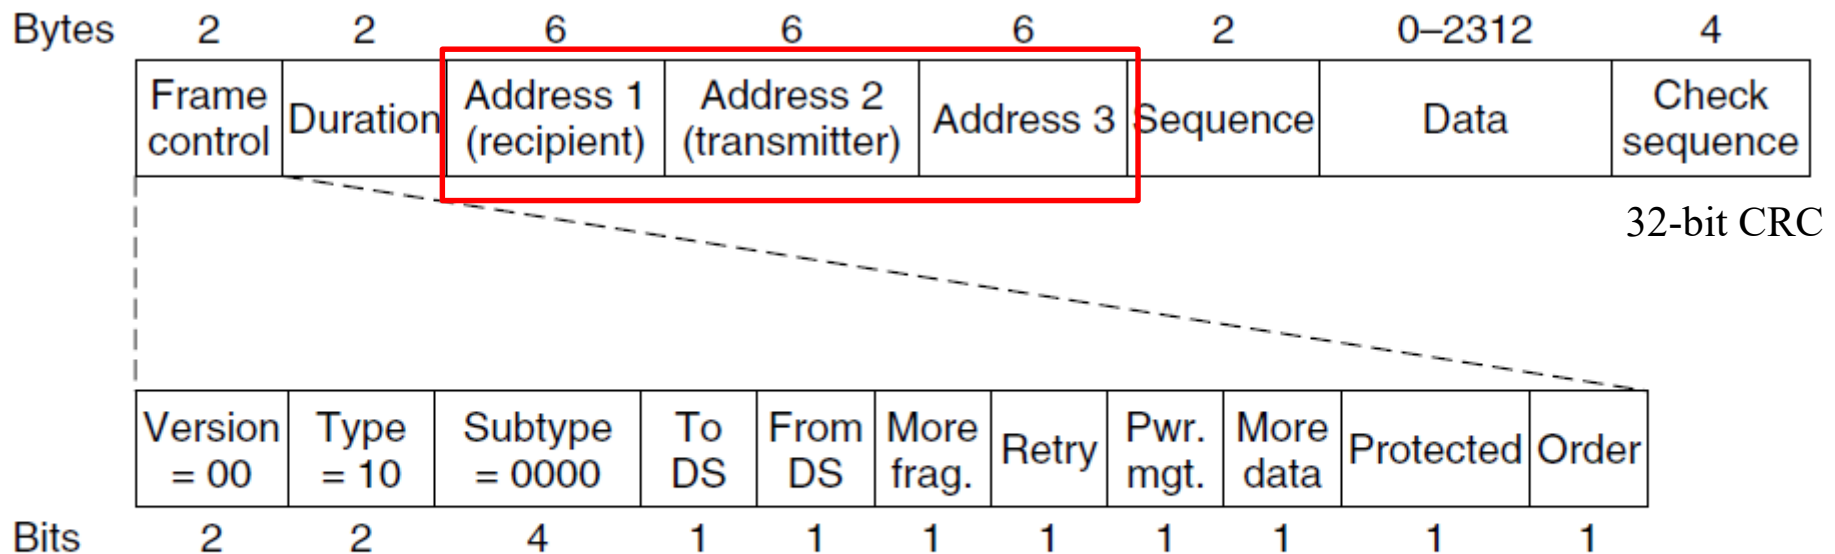 Bytes 2 2 6 6 6 2 0–2312 4
Frame control Duration Address 1 (recipient) Address 2 (transmitter) Address 3 Sequence Data Check sequence
32-bit CRC
Version = 00 Type = 10 Subtype = 0000 To DS From DS More frag. Retry Pwr. mgt. More data Protected Order
Bits 2 2 4 1 1 1 1 1 1 1 1